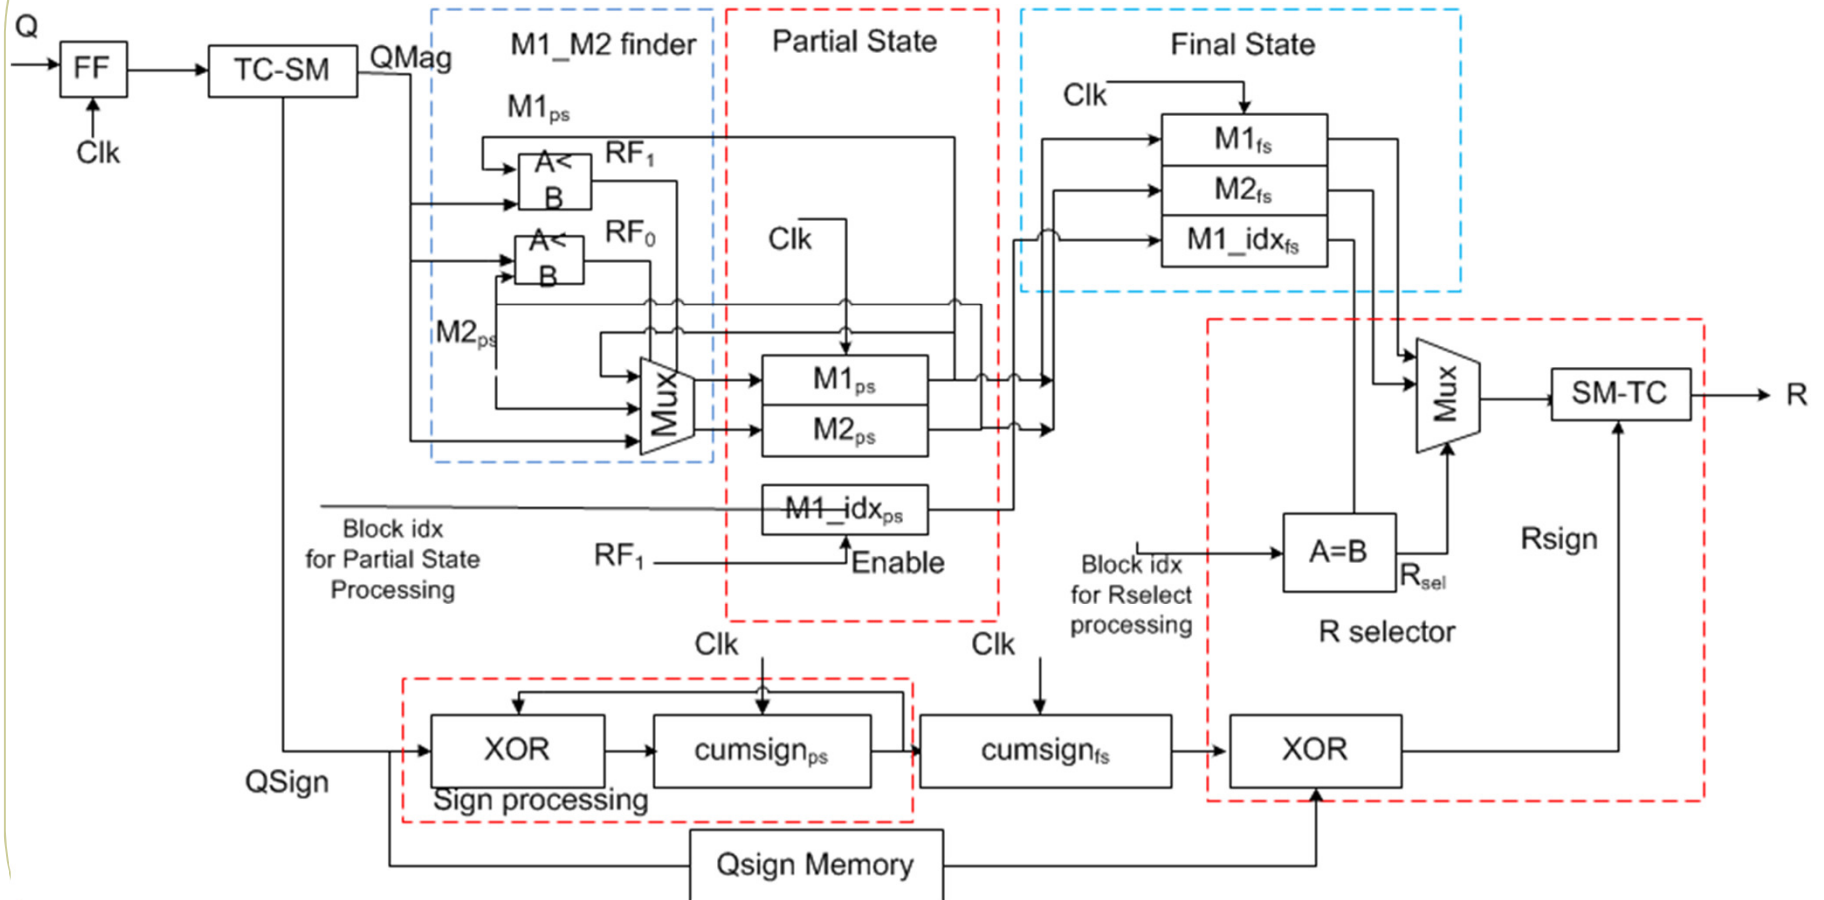 Q
FF
Clk
TC-SM
QMag
M1_M2 finder
M1ps
A<
B
RF1
A<
B
RF0
M2ps
Mux
Partial State
Clk
M1ps
M2ps
M1_idxps
Block idx
for Partial State
Processing
RF1
Enable
Final State
Clk
M1fs
M2fs
M1_idxfs
Mux
SM-TC
R
Block idx
for Rselect
processing
A=B
Rsel
Rsign
R selector
Clk
Clk
QSign
XOR
cumsignps
Sign processing
cumsignfs
XOR
Qsign Memory